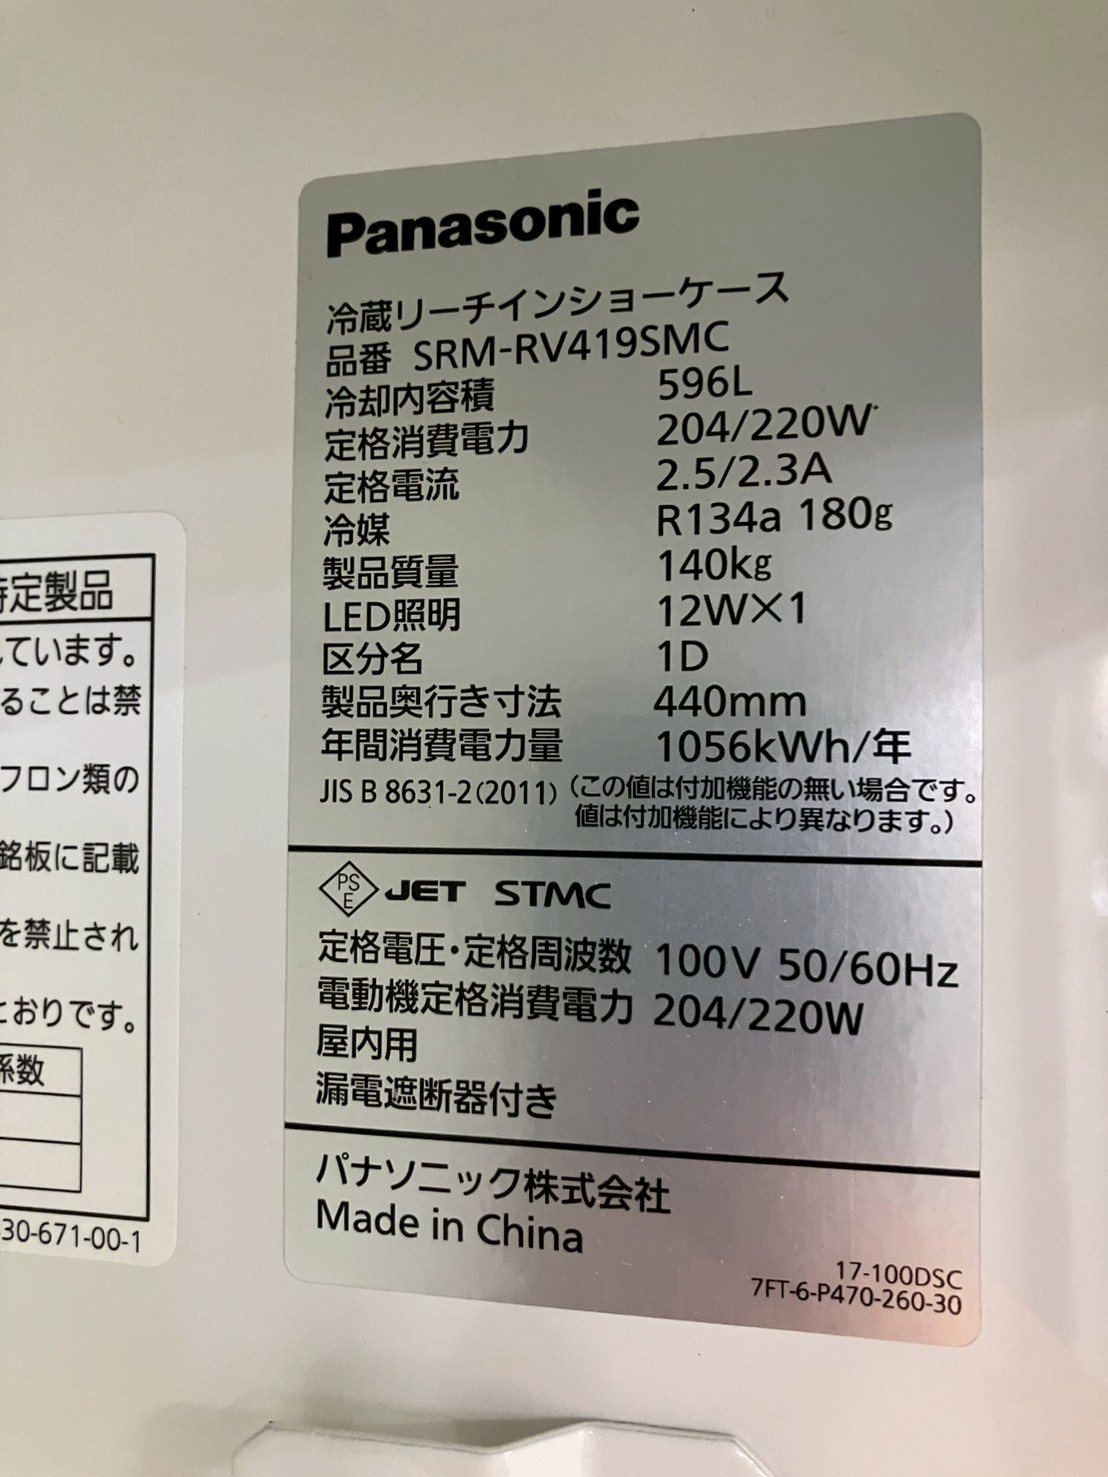 Panasonic
冷蔵リーチインショーケース
品番 SRM-RV419SMC
冷却内容積 596L
定格消費電力 204/220W
定格電流 2.5/2.3A
冷媒 R134a 180g
製品質量 140kg
LED照明 12W×1
区分名 1D
製品奥行き寸法 440mm
年間消費電力量 1056kWh/年
JIS B 8631-2(2011) (この値は付加機能の無い場合です。
値は付加機能により異なります。)
PS
E
JET STMC
定格電圧・定格周波数 100V 50/60Hz
電動機定格消費電力 204/220W
屋内用
漏電遮断器付き
パナソニック株式会社
Made in China
17-100DSC
7FT-6-P470-260-30
特定製品
ています。
ることは禁
フロン類の
銘板に記載
を禁止され
とおりです。
係数
30-671-00-1